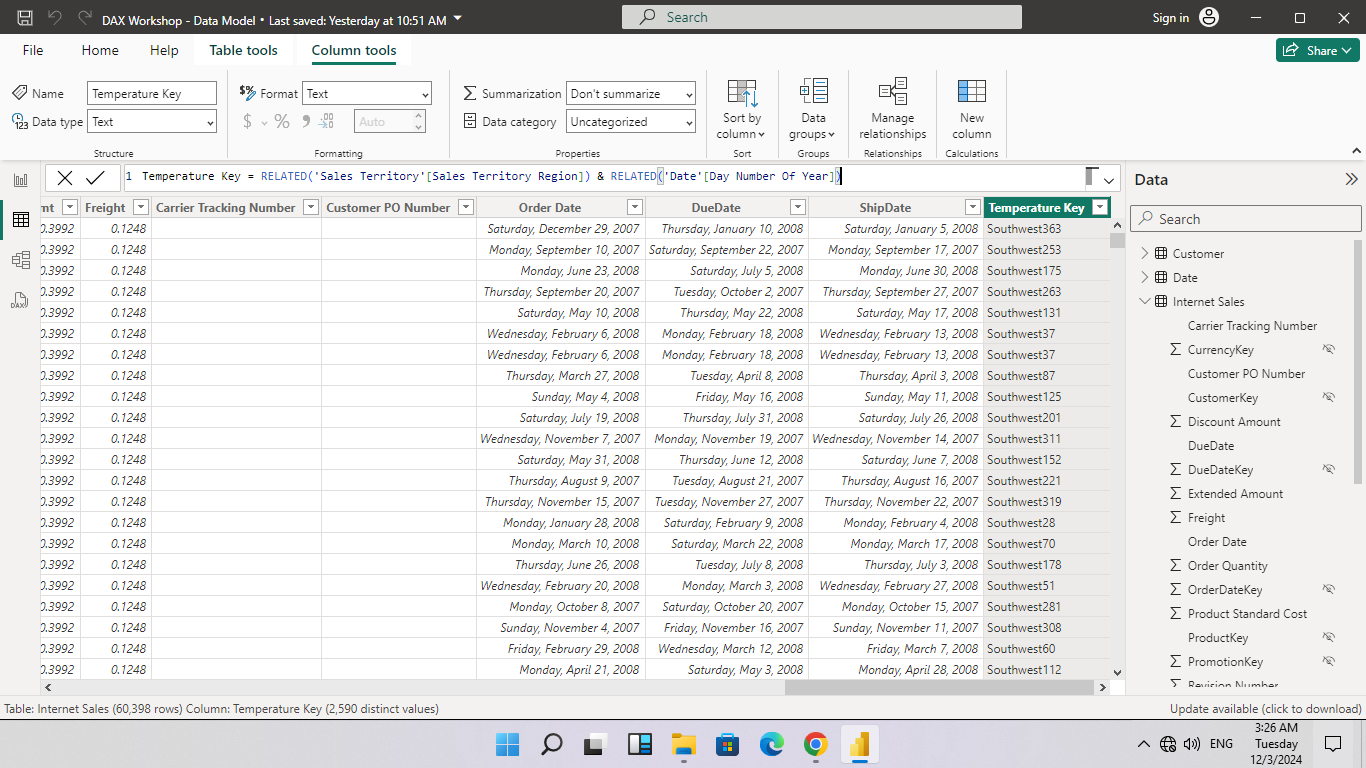 DAX Workshop - Data Model • Last saved: Yesterday at 10:51 AM
Search
Sign in
File Home Help Table tools Column tools
Share
Name Temperature Key
Data type Text
Structure
Format Text
$ % 9 .00
Auto
Formatting
Summarization Don't summarize
Data category Uncategorized
Properties
Sort by column
Sort
Data groups
Groups
Manage relationships
Relationships
New column
Calculations
1 Temperature Key = RELATED('Sales Territory'[Sales Territory Region]) & RELATED('Date'[Day Number Of Year])
Freight Carrier Tracking Number Customer PO Number Order Date DueDate ShipDate Temperature Key
0.3992 0.1248 Saturday, December 29, 2007 Thursday, January 10, 2008 Saturday, January 5, 2008 Southwest363
0.3992 0.1248 Monday, September 10, 2007 Saturday, September 22, 2007 Monday, September 17, 2007 Southwest253
0.3992 0.1248 Monday, June 23, 2008 Saturday, July 5, 2008 Monday, June 30, 2008 Southwest175
0.3992 0.1248 Thursday, September 20, 2007 Tuesday, October 2, 2007 Thursday, September 27, 2007 Southwest263
0.3992 0.1248 Saturday, May 10, 2008 Thursday, May 22, 2008 Saturday, May 17, 2008 Southwest131
0.3992 0.1248 Wednesday, February 6, 2008 Monday, February 18, 2008 Wednesday, February 13, 2008 Southwest37
0.3992 0.1248 Wednesday, February 6, 2008 Monday, February 18, 2008 Wednesday, February 13, 2008 Southwest37
0.3992 0.1248 Thursday, March 27, 2008 Tuesday, April 8, 2008 Thursday, April 3, 2008 Southwest87
0.3992 0.1248 Sunday, May 4, 2008 Friday, May 16, 2008 Sunday, May 11, 2008 Southwest125
0.3992 0.1248 Saturday, July 19, 2008 Thursday, July 31, 2008 Saturday, July 26, 2008 Southwest201
0.3992 0.1248 Wednesday, November 7, 2007 Monday, November 19, 2007 Wednesday, November 14, 2007 Southwest311
0.3992 0.1248 Saturday, May 31, 2008 Thursday, June 12, 2008 Saturday, June 7, 2008 Southwest152
0.3992 0.1248 Thursday, August 9, 2007 Tuesday, August 21, 2007 Thursday, August 16, 2007 Southwest221
0.3992 0.1248 Thursday, November 15, 2007 Tuesday, November 27, 2007 Thursday, November 22, 2007 Southwest319
0.3992 0.1248 Monday, January 28, 2008 Saturday, February 9, 2008 Monday, February 4, 2008 Southwest28
0.3992 0.1248 Monday, March 10, 2008 Saturday, March 22, 2008 Monday, March 17, 2008 Southwest70
0.3992 0.1248 Thursday, June 26, 2008 Tuesday, July 8, 2008 Thursday, July 3, 2008 Southwest178
0.3992 0.1248 Wednesday, February 20, 2008 Monday, March 3, 2008 Wednesday, February 27, 2008 Southwest51
0.3992 0.1248 Monday, October 8, 2007 Saturday, October 20, 2007 Monday, October 15, 2007 Southwest281
0.3992 0.1248 Sunday, November 4, 2007 Friday, November 16, 2007 Sunday, November 11, 2007 Southwest308
0.3992 0.1248 Friday, February 29, 2008 Wednesday, March 12, 2008 Friday, March 7, 2008 Southwest60
0.3992 0.1248 Monday, April 21, 2008 Saturday, May 3, 2008 Monday, April 28, 2008 Southwest112
Data
Search
Customer
Date
Internet Sales
Carrier Tracking Number
CurrencyKey
Customer PO Number
CustomerKey
Discount Amount
DueDate
DueDateKey
Extended Amount
Freight
Order Date
Order Quantity
OrderDateKey
Product Standard Cost
ProductKey
PromotionKey
Revision Number
Table: Internet Sales (60,398 rows) Column: Temperature Key (2,590 distinct values)
Update available (click to download)
ENG
3:26 AM
Tuesday
12/3/2024